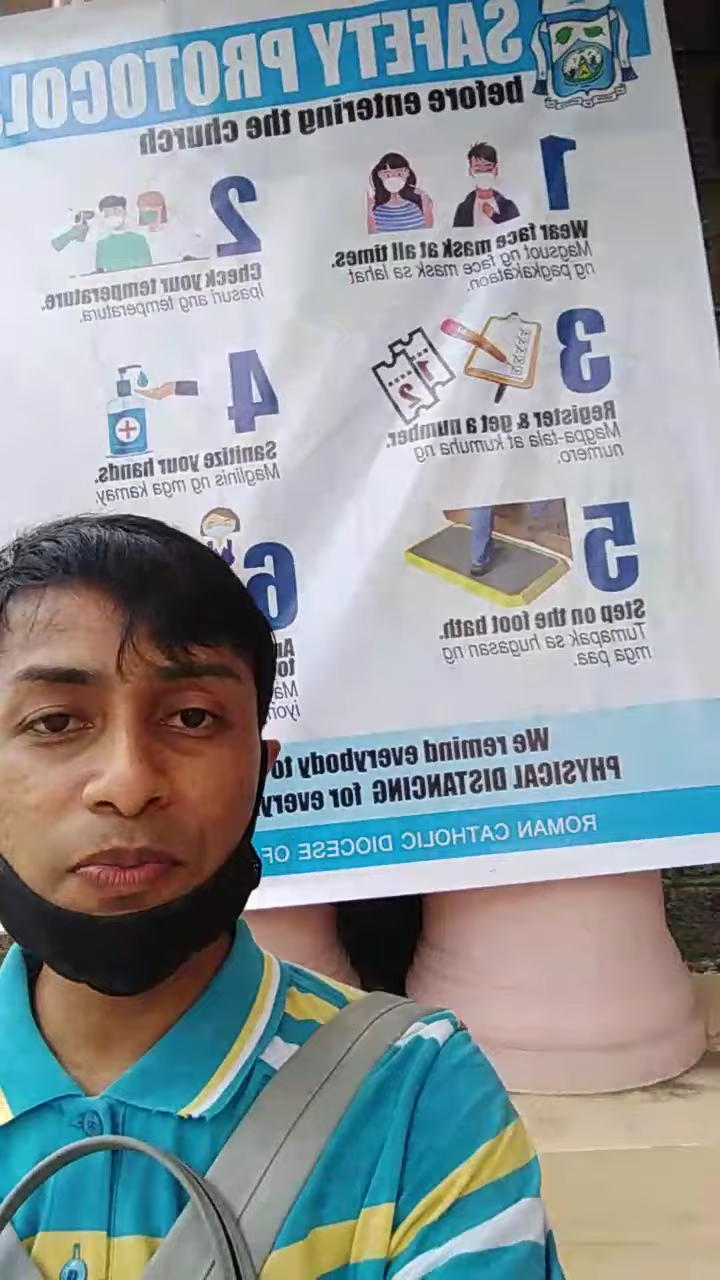 SAFETY PROTOCOL
before entering the church
1
Wear face mask at all times.
Magsuot ng face mask sa lahat
ng pagkakataon.
2
Check your temperature.
Ipasuri ang temperatura.
3
Register & get a number.
Magpa-tala at kumuha ng
numero.
4
Sanitize your hands.
Maglinis ng mga kamay.
5
Step on the foot bath.
Tumapak sa hugasan ng
mga paa.
6
to
We remind everybody to
PHYSICAL DISTANCING for
ROMAN CATHOLIC DIOCESE OF